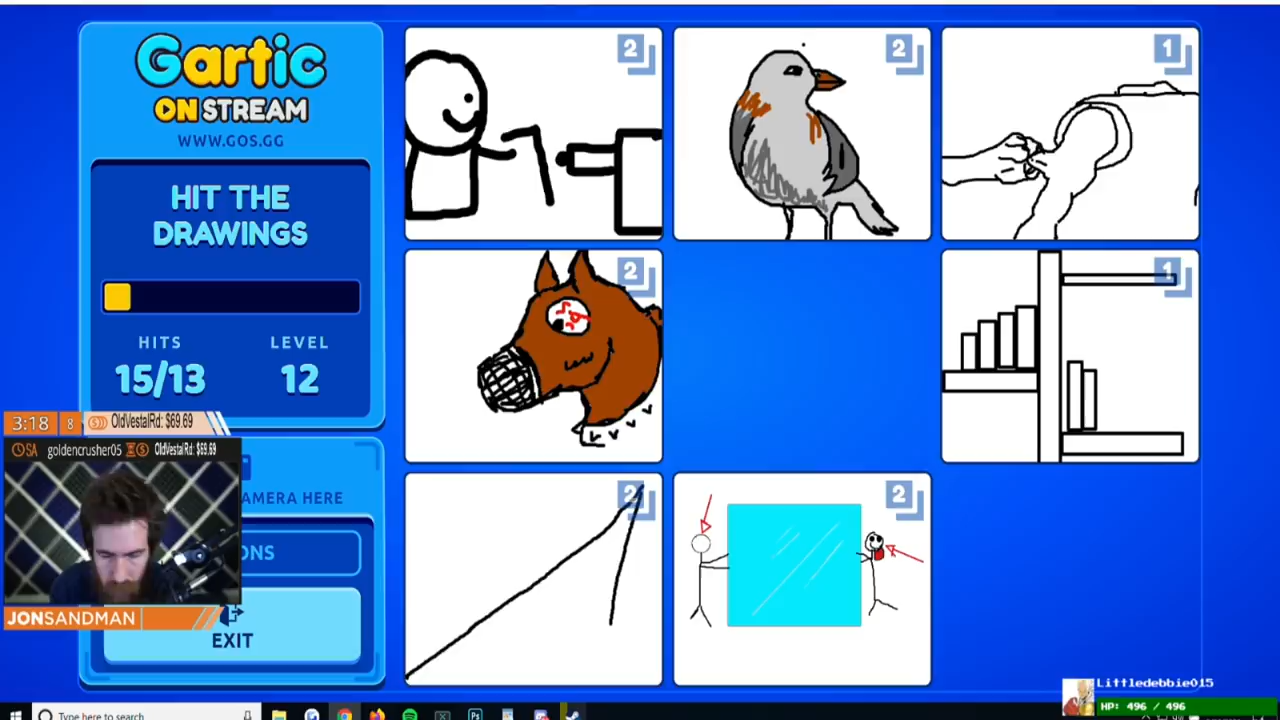 Gartic
ON STREAM
WWW.GOS.GG
HIT THE
DRAWINGS
HITS
LEVEL
15/13
12
2
2
1
2
1
2
2
3:18
8
OldVestalRd: $69.69
SA
goldencrusher05
OldVestalRd: $69.69
AMERA HERE
ONS
JONSANDMAN
EXIT
Littledebbie015
HP: 496 / 496
Type here to search